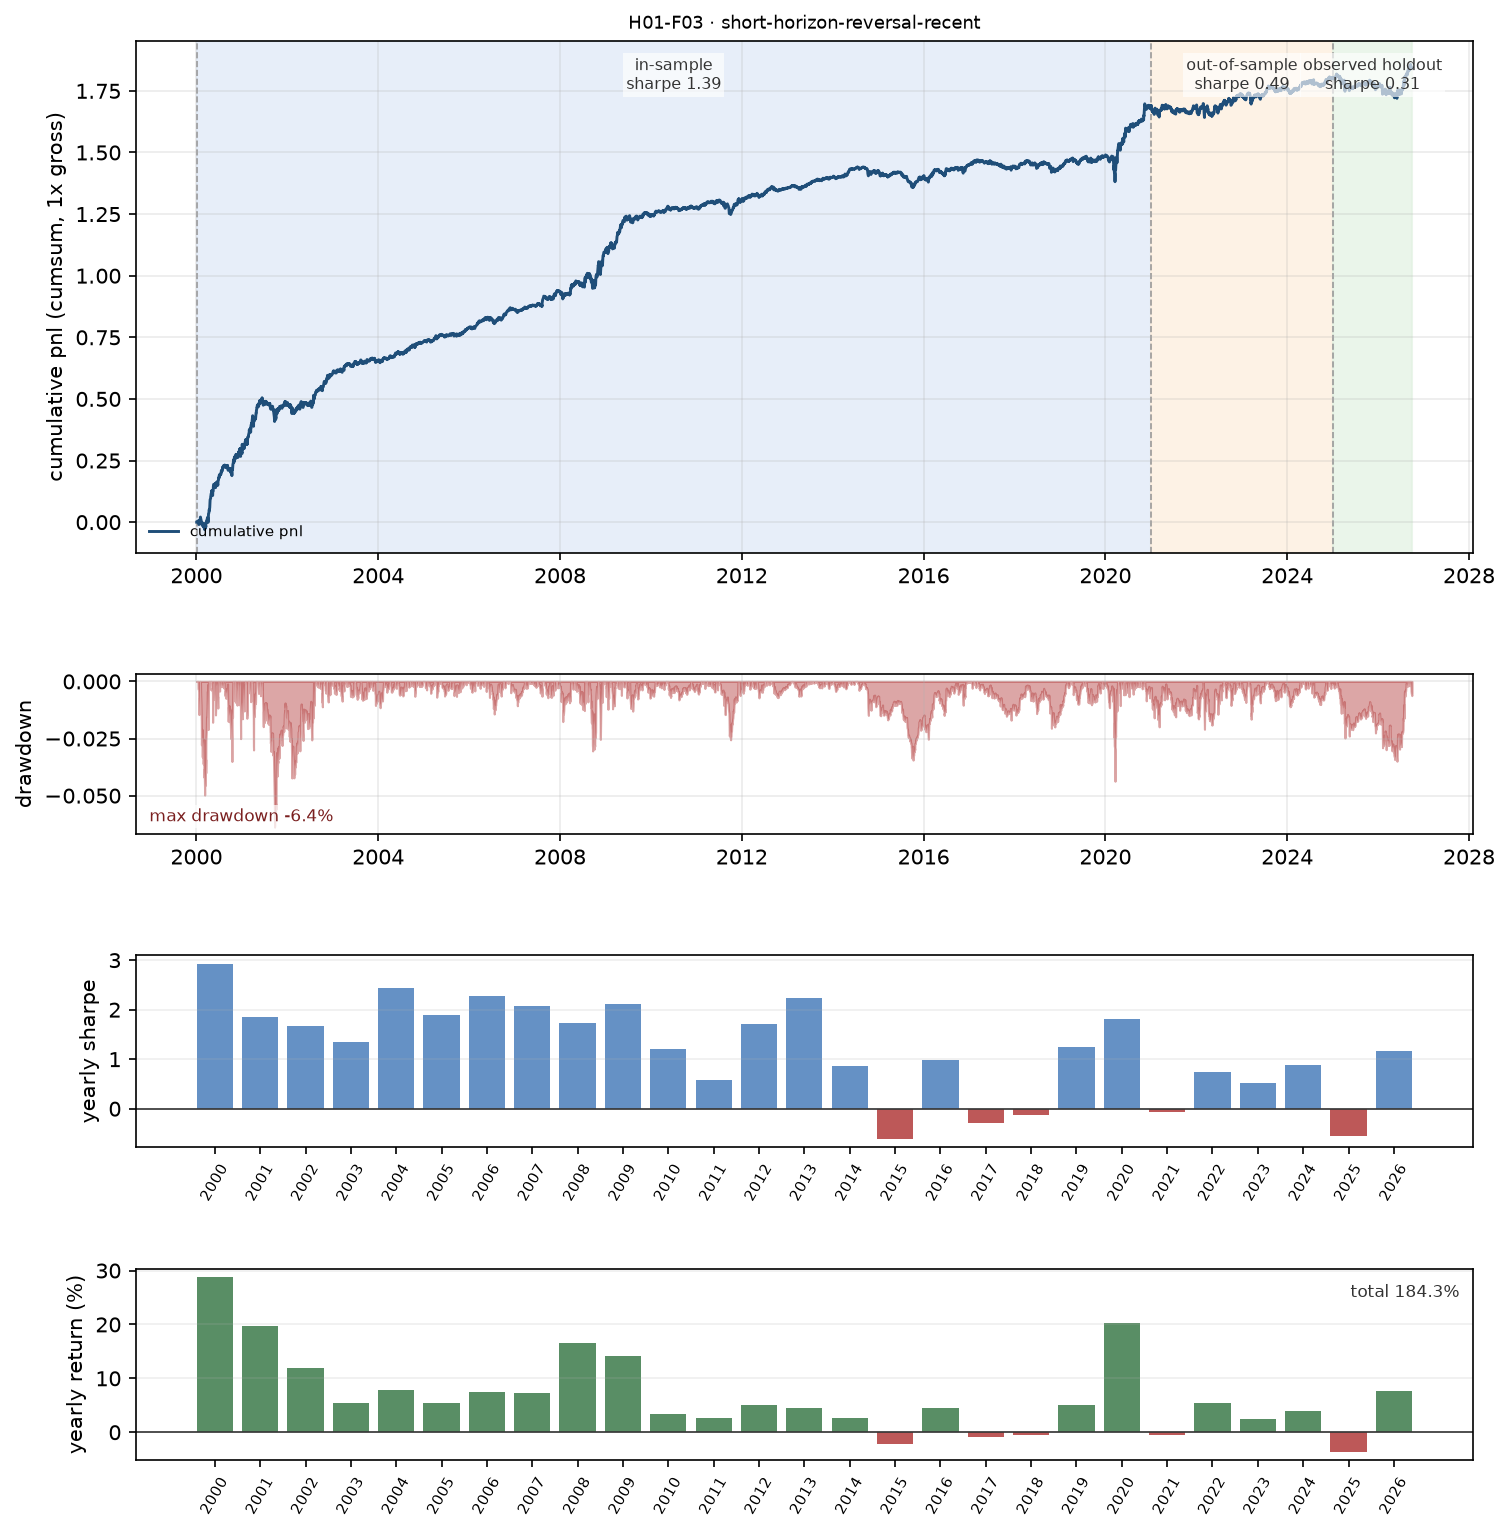 H01-F03 · short-horizon-reversal-recent
in-sample
sharpe 1.39
out-of-sample
sharpe 0.49
observed holdout
sharpe 0.31
cumulative pnl (cumsum, 1x gross)
1.75
1.50
1.25
1.00
0.75
0.50
0.25
0.00
cumulative pnl
2000 2004 2008 2012 2016 2020 2024 2028
drawdown
0.000
−0.025
−0.050
max drawdown -6.4%
2000 2004 2008 2012 2016 2020 2024 2028
yearly sharpe
3
2
1
0
2000 2001 2002 2003 2004 2005 2006 2007 2008 2009 2010 2011 2012 2013 2014 2015 2016 2017 2018 2019 2020 2021 2022 2023 2024 2025 2026
yearly return (%)
30
20
10
0
total 184.3%
2000 2001 2002 2003 2004 2005 2006 2007 2008 2009 2010 2011 2012 2013 2014 2015 2016 2017 2018 2019 2020 2021 2022 2023 2024 2025 2026